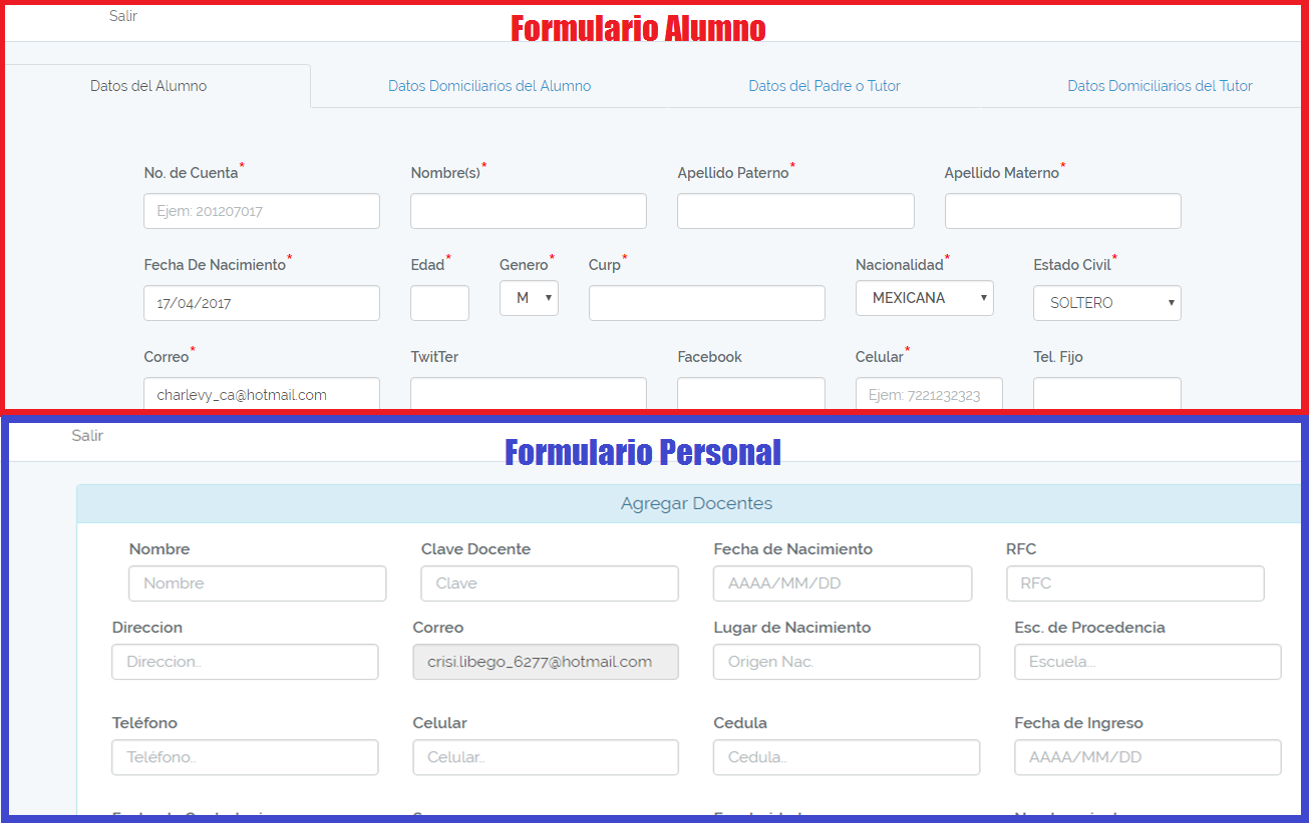 Salir
Formulario Alumno
Datos del Alumno Datos Domiciliarios del Alumno Datos del Padre o Tutor Datos Domiciliarios del Tutor
No. de Cuenta* Nombre(s)* Apellido Paterno* Apellido Materno*
Ejem: 201207017
Fecha De Nacimiento* Edad* Genero* Curp* Nacionalidad* Estado Civil*
17/04/2017 M MEXICANA SOLTERO
Correo* TwitTer Facebook Celular* Tel. Fijo
charlevy_ca@hotmail.com Ejem: 7221232323
Salir
Formulario Personal
Agregar Docentes
Nombre Clave Docente Fecha de Nacimiento RFC
Nombre Clave AAAA/MM/DD RFC
Direccion Correo Lugar de Nacimiento Esc. de Procedencia
Direccion.. crisi.libego_6277@hotmail.com Origen Nac. Escuela...
Teléfono Celular Cedula Fecha de Ingreso
Teléfono.. Celular.. Cedula.. AAAA/MM/DD